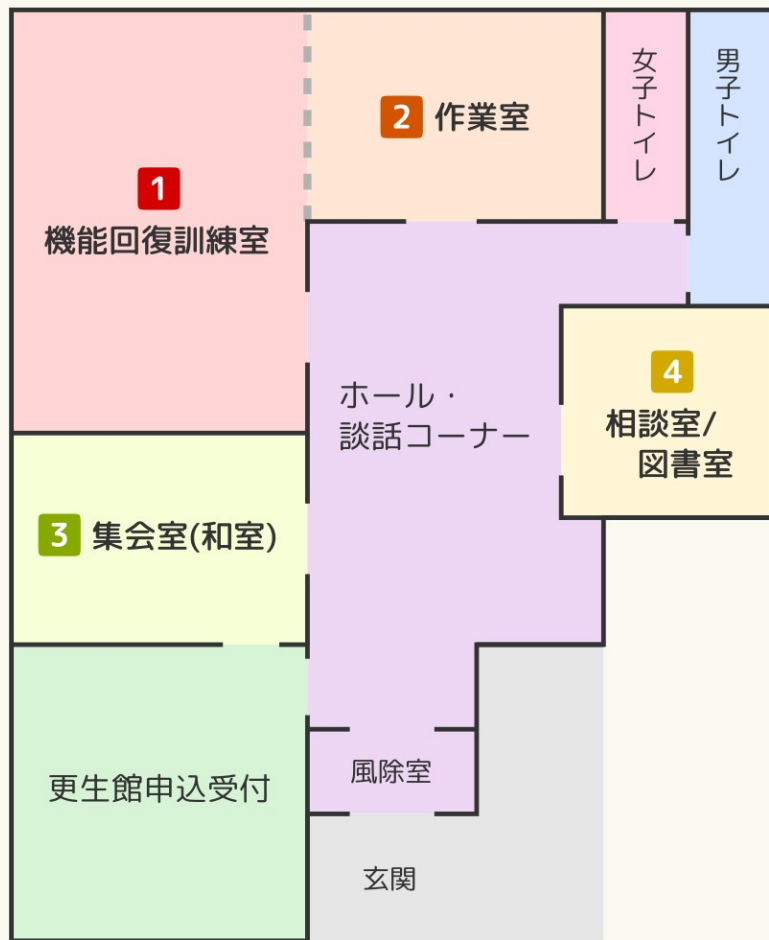 1
機能回復訓練室
2 作業室
女子トイレ
男子トイレ
ホール・
談話コーナー
4
相談室/
図書室
3 集会室(和室)
更生館申込受付
風除室
玄関